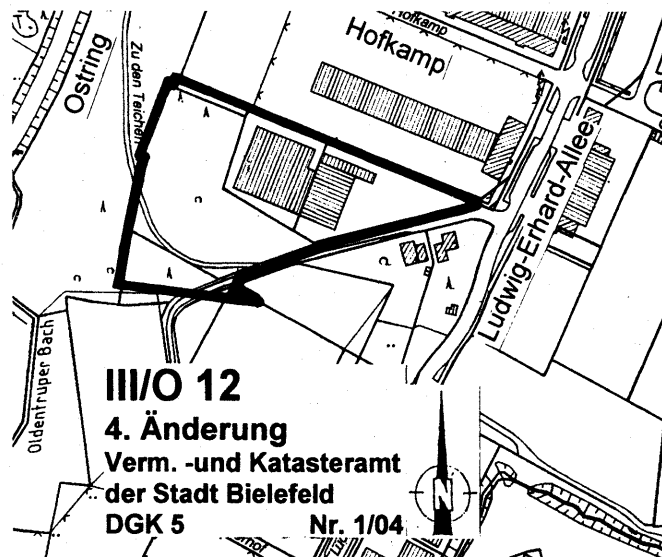 Hofkamp
Hofkamp
Ostring
Zu den Teichen
Ludwig-Erhard-Allee
Oldentruper Bach
III/O 12
4. Änderung
Verm. -und Katasteramt
der Stadt Bielefeld
DGK 5 Nr. 1/04
N